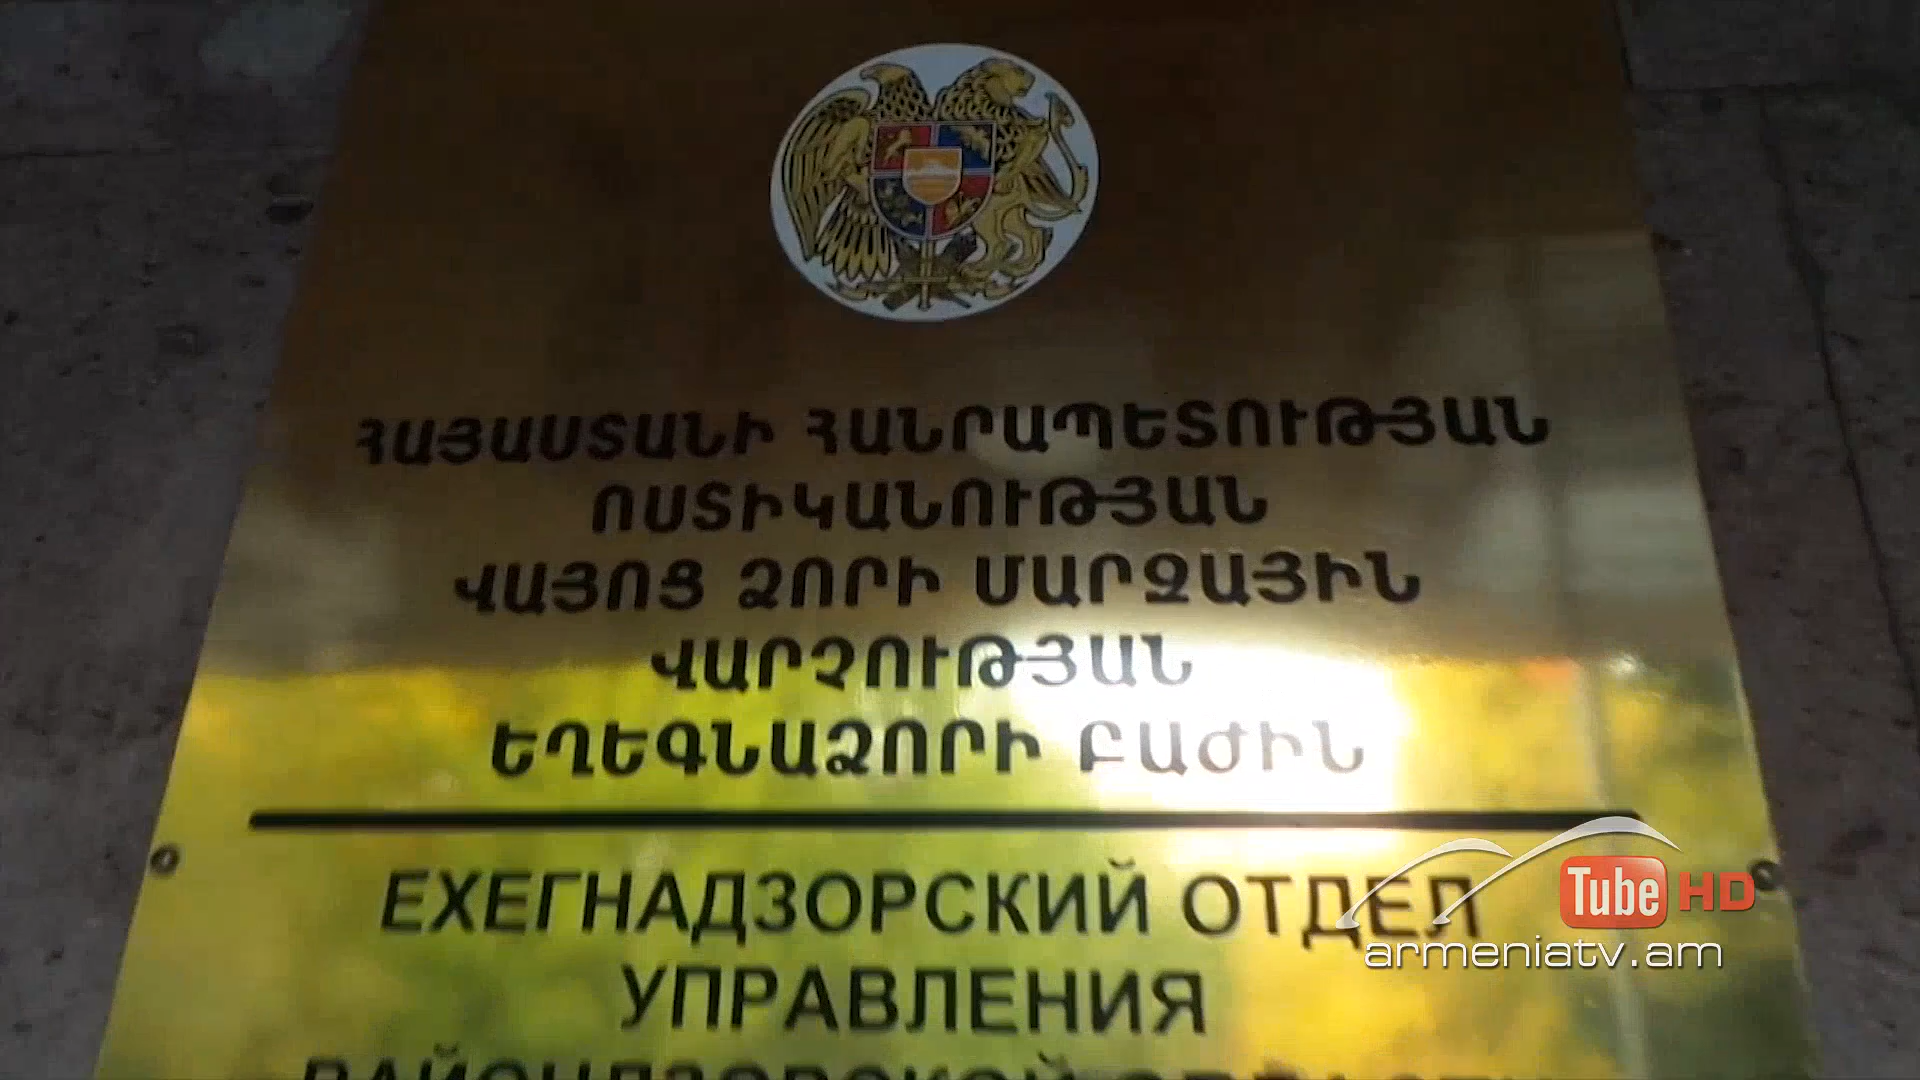 ՀԱՅԱՍՏԱՆԻ ՀԱՆՐԱՊԵՏՈՒԹՅԱՆ
ՈՍՏԻԿԱՆՈՒԹՅԱՆ
ՎԱՅՈՑ ՁՈՐԻ ՄԱՐԶԱՅԻՆ
ՎԱՐՉՈՒԹՅԱՆ
ԵՂԵԳՆԱՁՈՐԻ ԲԱԺԻՆ
ЕХЕГНАДЗОРСКИЙ ОТДЕЛ
УПРАВЛЕНИЯ
Tube HD
armeniatv.am